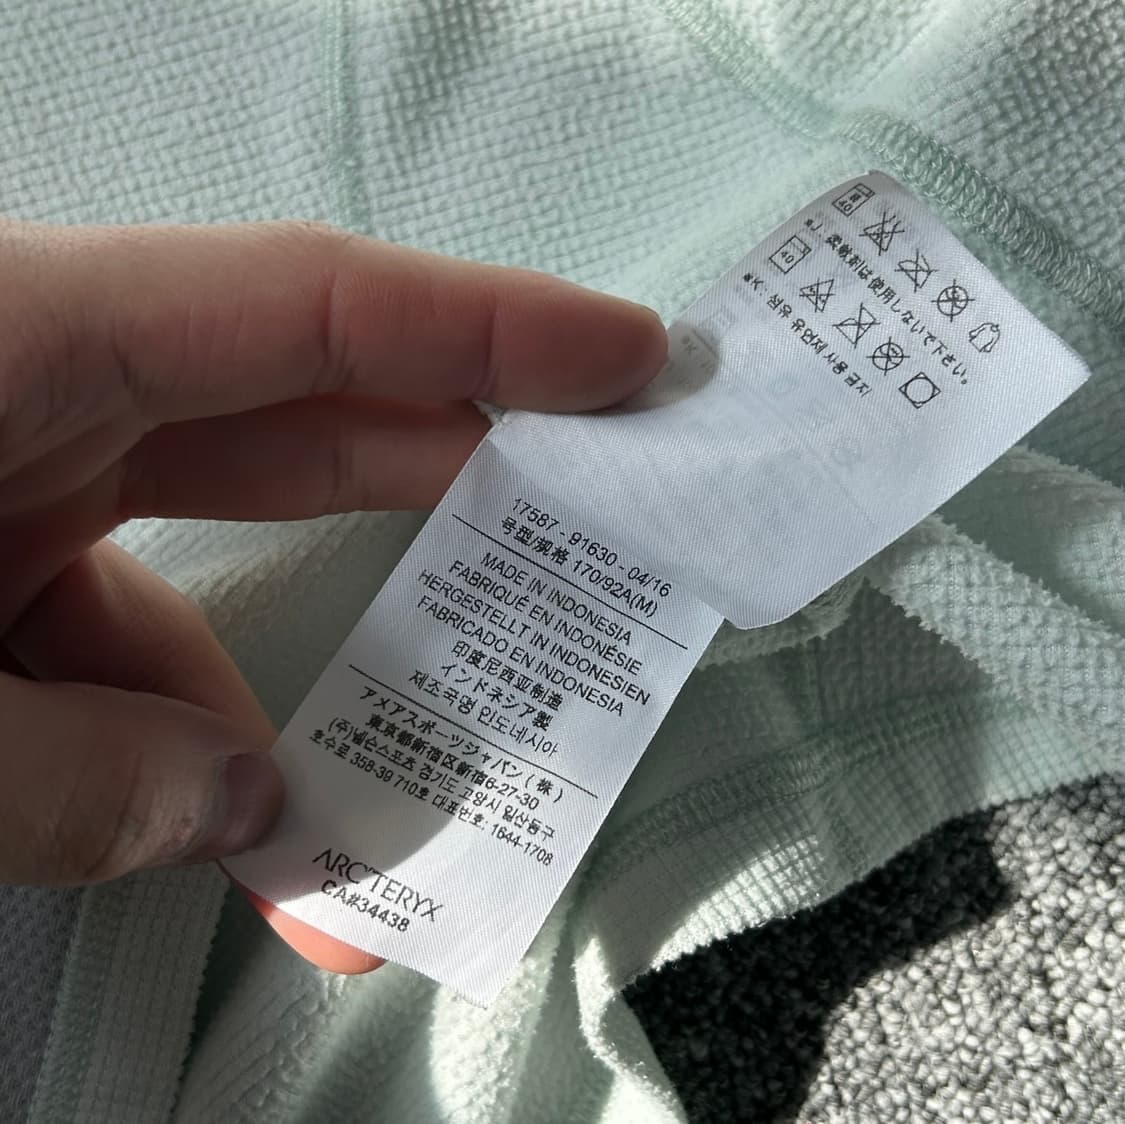 40
*J: 柔軟剤は使用しないで下さい。
40
*K: 섬유 유연제 사용 금지
17587 - 91630 - 04/16
号型/规格 170/92A(M)
MADE IN INDONESIA
FABRIQUÉ EN INDONÉSIE
HERGESTELLT IN INDONESIEN
FABRICADO EN INDONESIA
印度尼西亚制造
インドネシア製
제조국명 인도네시아
アメアスポーツジャパン(株)
東京都新宿区新宿6-27-30
(주)넬슨스포츠 경기도 고양시 일산동구
호수로 358-39 710호 대표번호: 1644-1708
ARC'TERYX
CA#34438